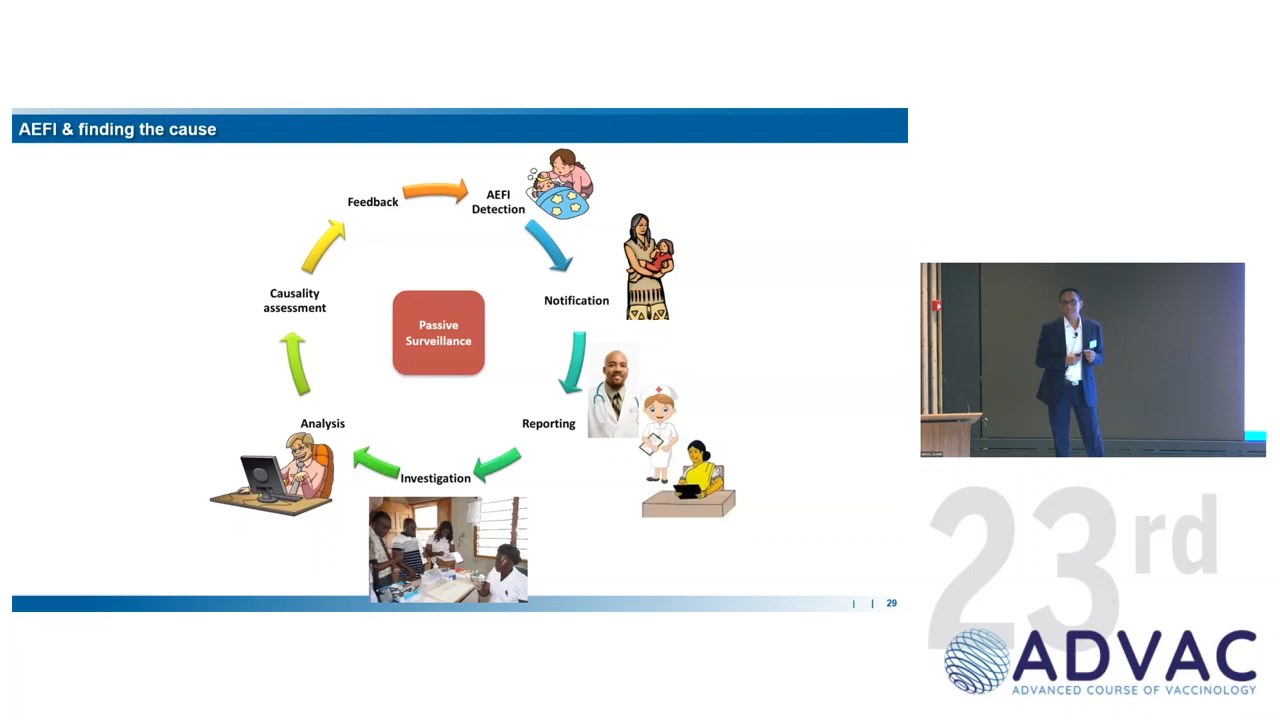 AEFI & finding the cause
Feedback
AEFI
Detection
Notification
Causality
assessment
Passive
Surveillance
Reporting
Analysis
Investigation
| | 29
23rd
ADVAC
ADVANCED COURSE OF VACCINOLOGY